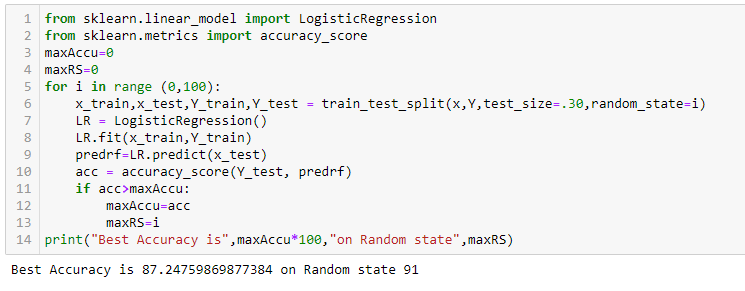 1 from sklearn.linear_model import LogisticRegression
2 from sklearn.metrics import accuracy_score
3 maxAccu=0
4 maxRS=0
5 for i in range (0,100):
6     x_train,x_test,Y_train,Y_test = train_test_split(x,Y,test_size=.30,random_state=i)
7     LR = LogisticRegression()
8     LR.fit(x_train,Y_train)
9     predrf=LR.predict(x_test)
10     acc = accuracy_score(Y_test, predrf)
11     if acc>maxAccu:
12         maxAccu=acc
13         maxRS=i
14 print("Best Accuracy is",maxAccu*100,"on Random state",maxRS)
Best Accuracy is 87.24759869877384 on Random state 91